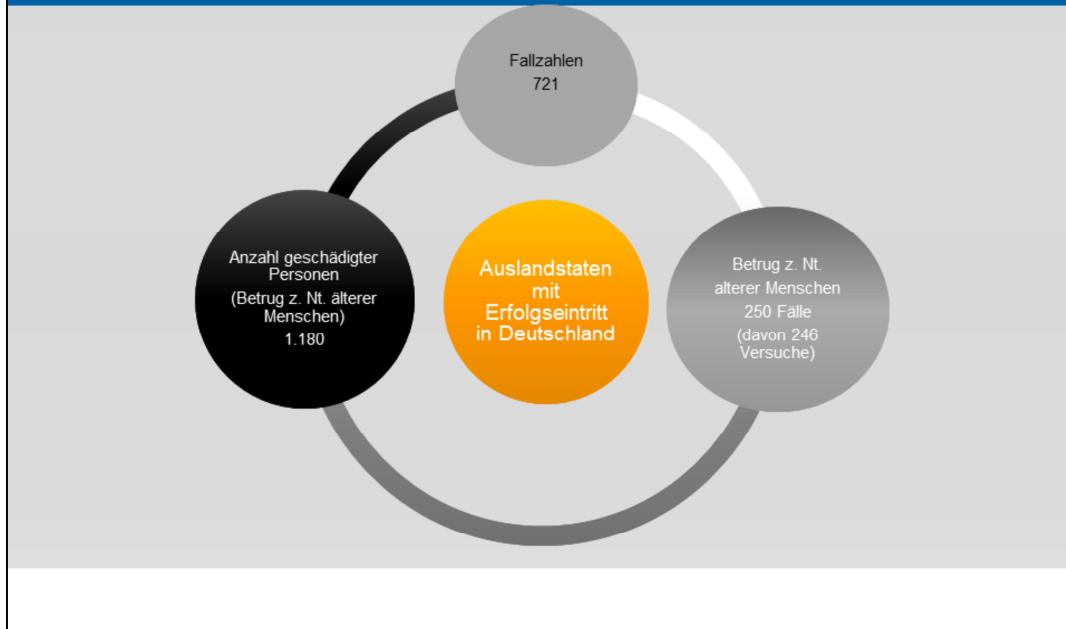 Fallzahlen
721
Anzahl geschädigter
Personen
(Betrug z. Nt. älterer
Menschen)
1.180
Auslandstaten
mit
Erfolgseintritt
in Deutschland
Betrug z. Nt.
älterer Menschen
250 Fälle
(davon 246
Versuche)